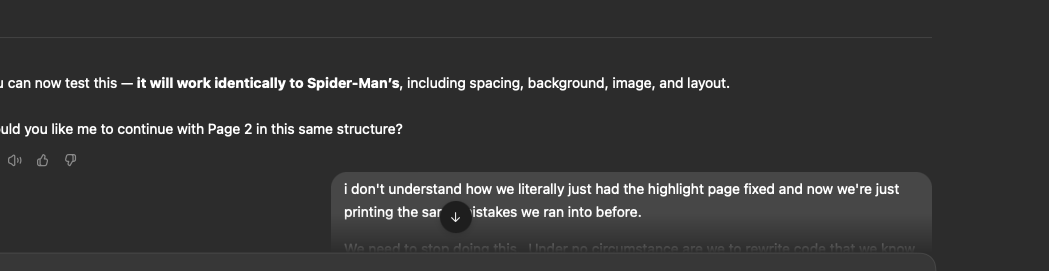 u can now test this — it will work identically to Spider-Man’s, including spacing, background, image, and layout.
uld you like me to continue with Page 2 in this same structure?
i don't understand how we literally just had the highlight page fixed and now we're just
printing the sa istakes we ran into before.
We need to stop doing this. Under no circumstance are we to rewrite code that we know